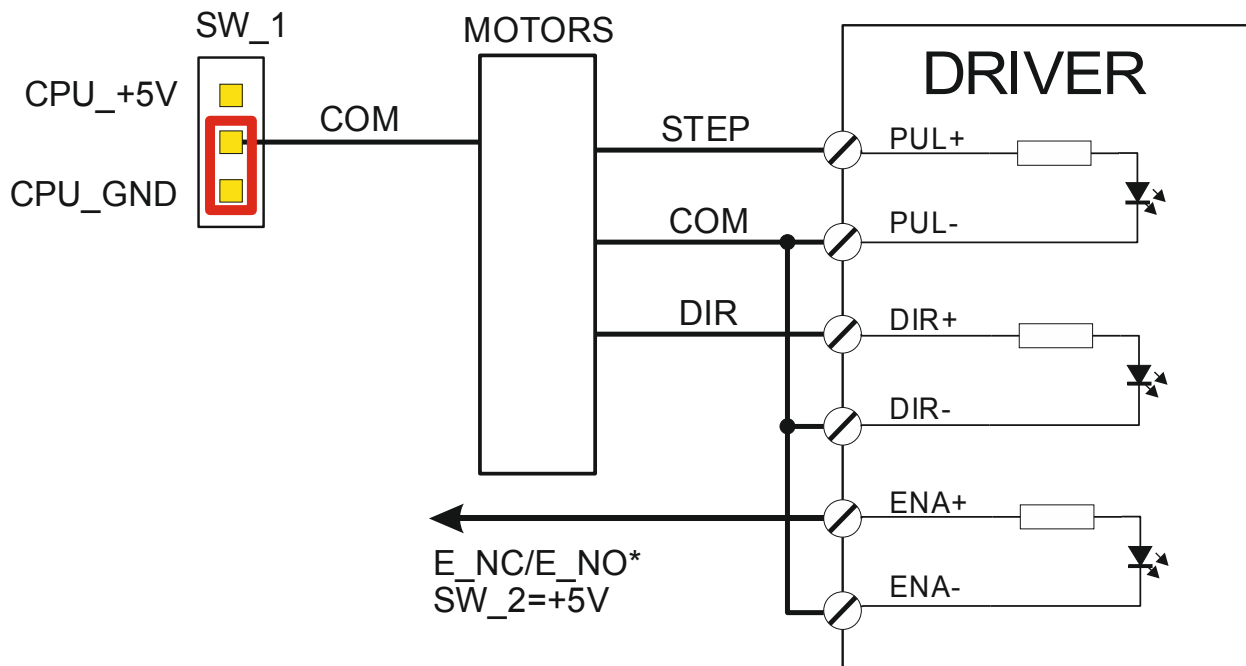 SW_1
CPU_+5V
CPU_GND
COM
MOTORS
STEP
COM
DIR
E_NC/E_NO*
SW_2=+5V
DRIVER
PUL+
PUL-
DIR+
DIR-
ENA+
ENA-